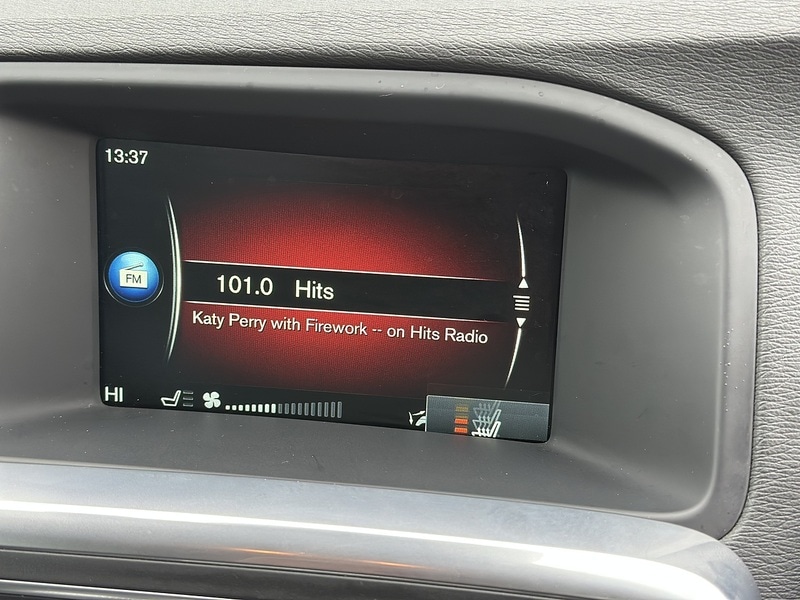 13:37
FM
101.0 Hits
Katy Perry with Firework -- on Hits Radio
HI